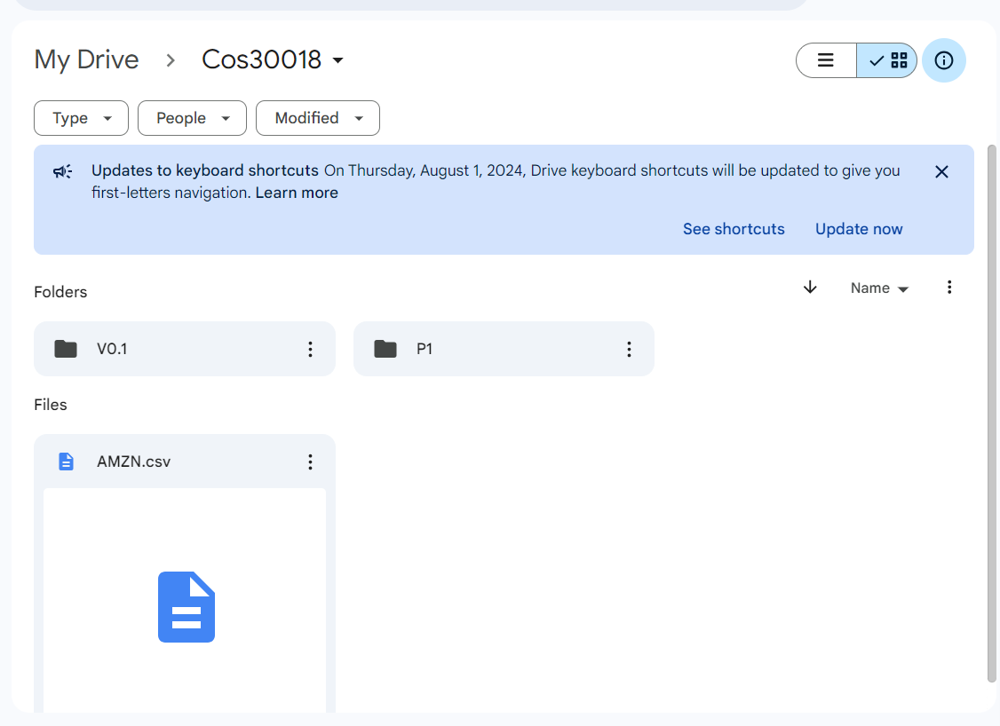 My Drive > Cos30018
Type
People
Modified
Updates to keyboard shortcuts On Thursday, August 1, 2024, Drive keyboard shortcuts will be updated to give you
first-letters navigation. Learn more
See shortcuts
Update now
Folders
Name
V0.1
P1
Files
AMZN.csv